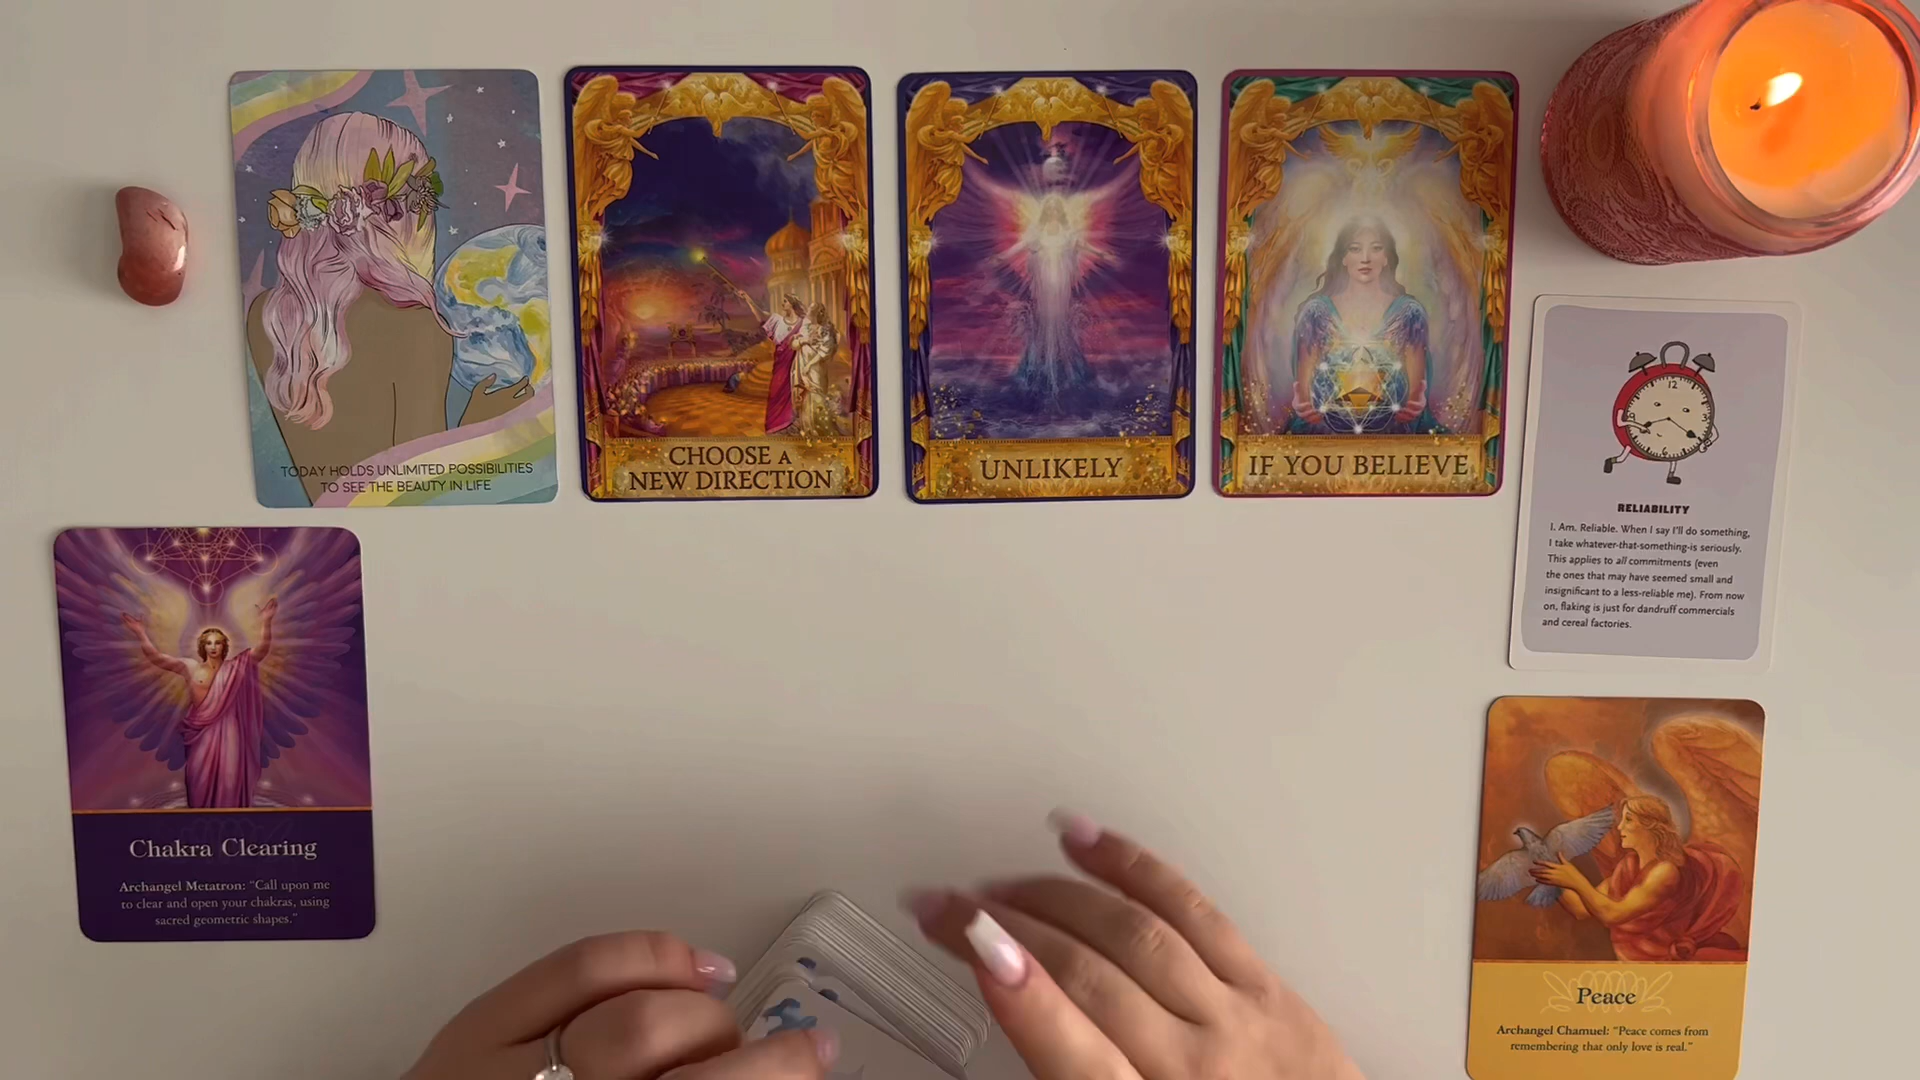 TODAY HOLDS UNLIMITED POSSIBILITIES
TO SEE THE BEAUTY IN LIFE
CHOOSE A
NEW DIRECTION
UNLIKELY
IF YOU BELIEVE
12
3
6
RELIABILITY
I. Am. Reliable. When I say I'll do something,
I take whatever-that-something-is seriously.
This applies to all commitments (even
the ones that may have seemed small and
insignificant to a less-reliable me). From now
on, flaking is just for dandruff commercials
and cereal factories.
Chakra Clearing
Archangel Metatron: "Call upon me
to clear and open your chakras, using
sacred geometric shapes."
Peace
Archangel Chamuel: "Peace comes from
remembering that only love is real."